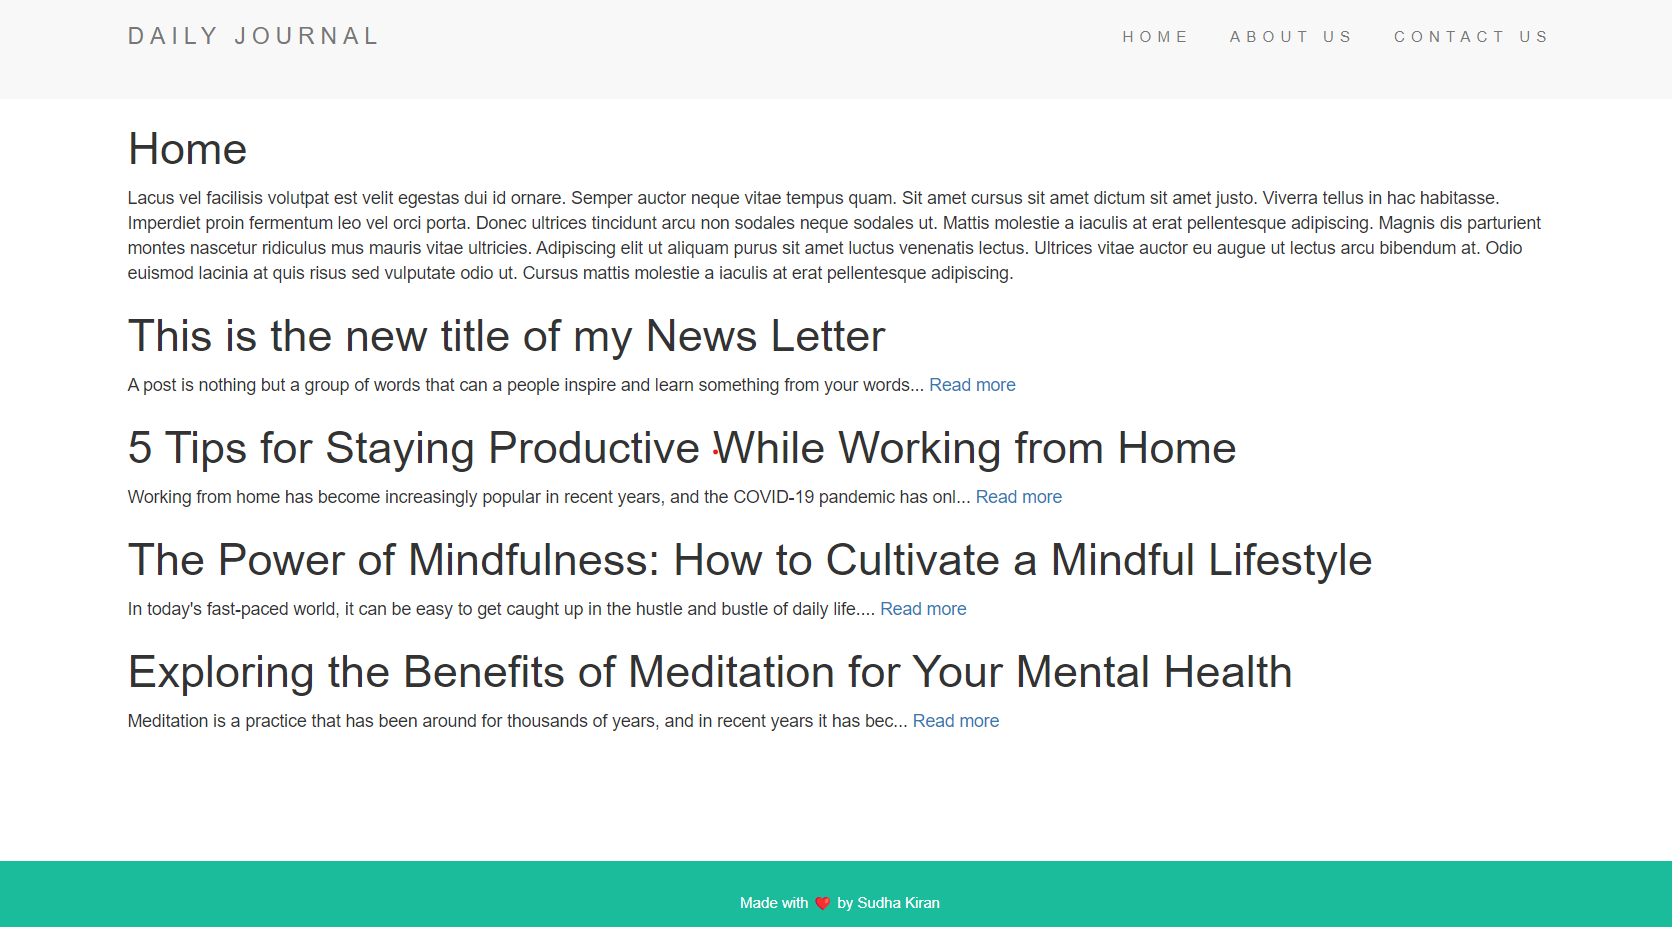 DAILY JOURNAL
HOME ABOUT US CONTACT US
Home
Lacus vel facilisis volutpat est velit egestas dui id ornare. Semper auctor neque vitae tempus quam. Sit amet cursus sit amet dictum sit amet justo. Viverra tellus in hac habitasse.
Imperdiet proin fermentum leo vel orci porta. Donec ultrices tincidunt arcu non sodales neque sodales ut. Mattis molestie a iaculis at erat pellentesque adipiscing. Magnis dis parturient
montes nascetur ridiculus mus mauris vitae ultricies. Adipiscing elit ut aliquam purus sit amet luctus venenatis lectus. Ultrices vitae auctor eu augue ut lectus arcu bibendum at. Odio
euismod lacinia at quis risus sed vulputate odio ut. Cursus mattis molestie a iaculis at erat pellentesque adipiscing.
This is the new title of my News Letter
A post is nothing but a group of words that can a people inspire and learn something from your words... Read more
5 Tips for Staying Productive While Working from Home
Working from home has become increasingly popular in recent years, and the COVID-19 pandemic has onl... Read more
The Power of Mindfulness: How to Cultivate a Mindful Lifestyle
In today's fast-paced world, it can be easy to get caught up in the hustle and bustle of daily life.... Read more
Exploring the Benefits of Meditation for Your Mental Health
Meditation is a practice that has been around for thousands of years, and in recent years it has bec... Read more
Made with ❤️ by Sudha Kiran